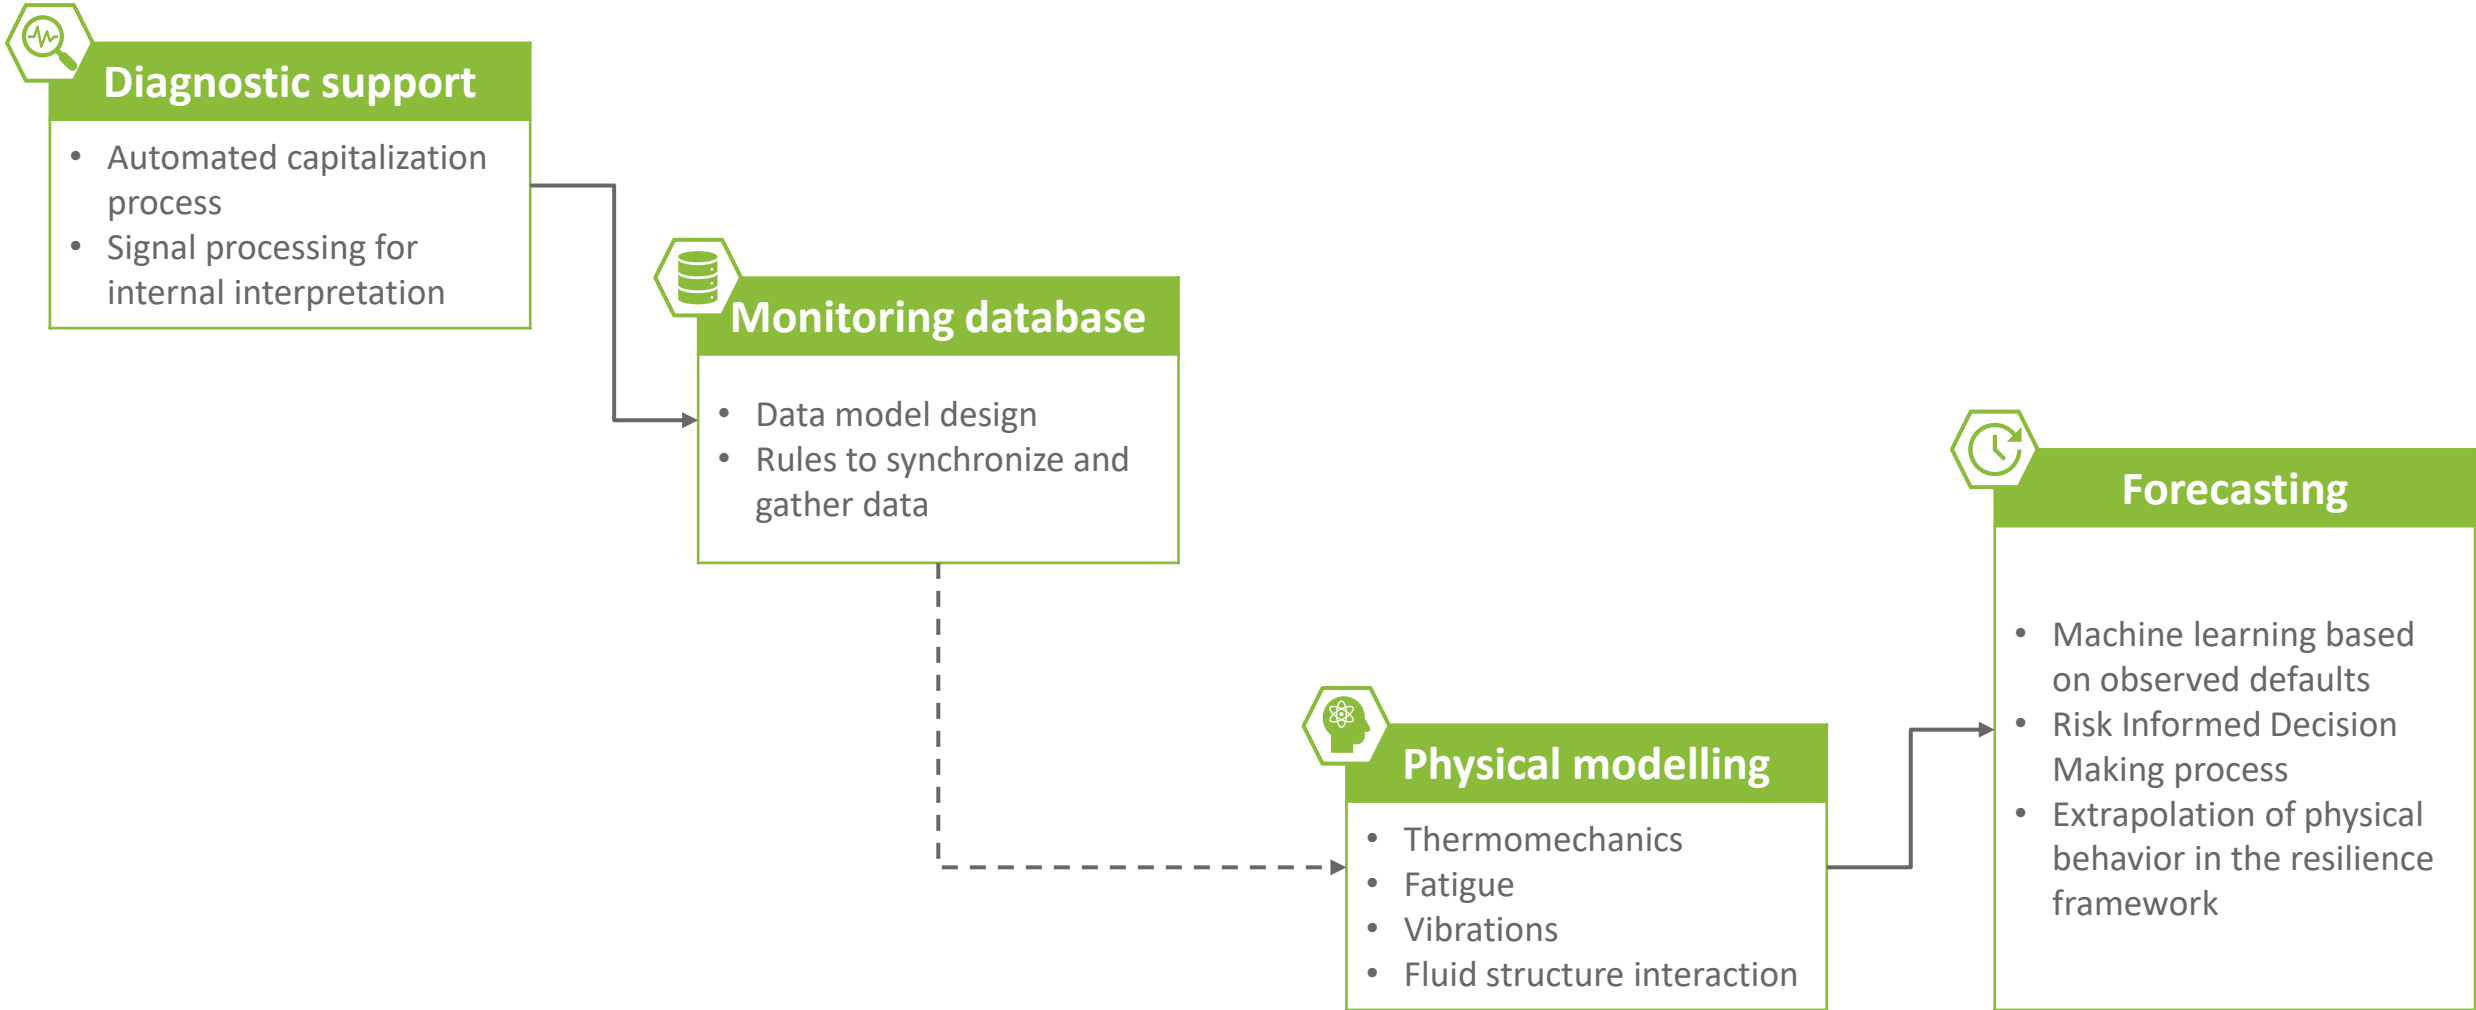 Diagnostic support
• Automated capitalization
process
• Signal processing for
internal interpretation
Monitoring database
• Data model design
• Rules to synchronize and
gather data
Physical modelling
• Thermomechanics
• Fatigue
• Vibrations
• Fluid structure interaction
Forecasting
• Machine learning based
on observed defaults
• Risk Informed Decision
Making process
• Extrapolation of physical
behavior in the resilience
framework